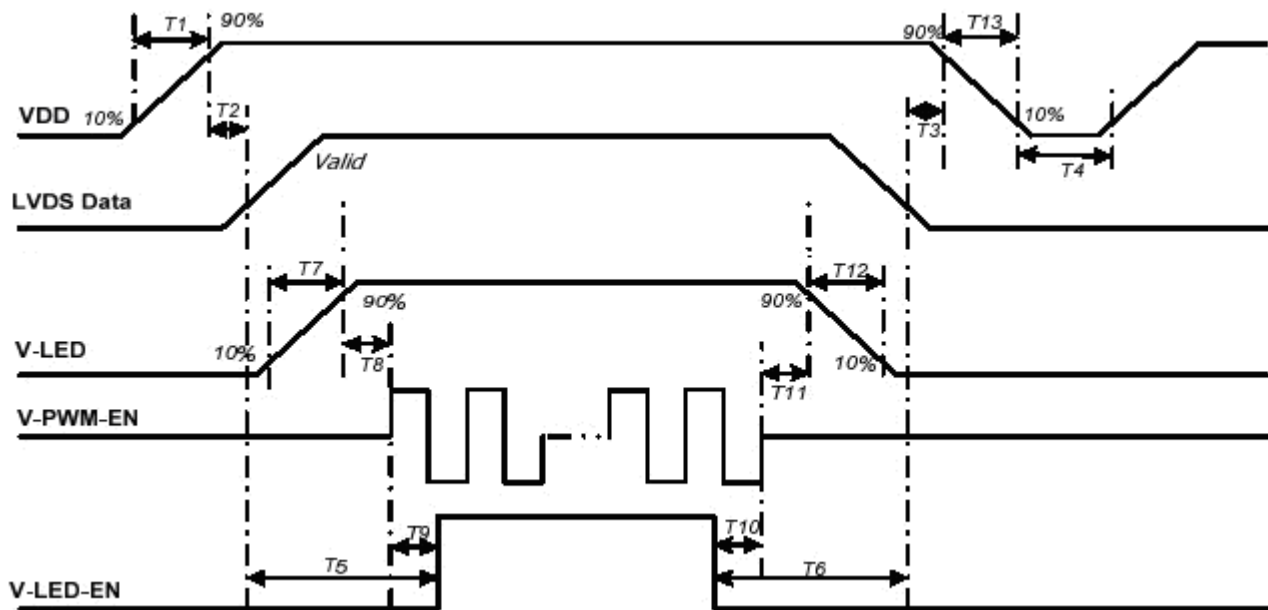 T1
90%
90%
T13
VDD
10%
T2
T3
10%
T4
Valid
LVDS Data
T7
T12
90%
90%
V-LED
10%
T8
T11
10%
V-PWM-EN
T9
T10
T5
T6
V-LED-EN